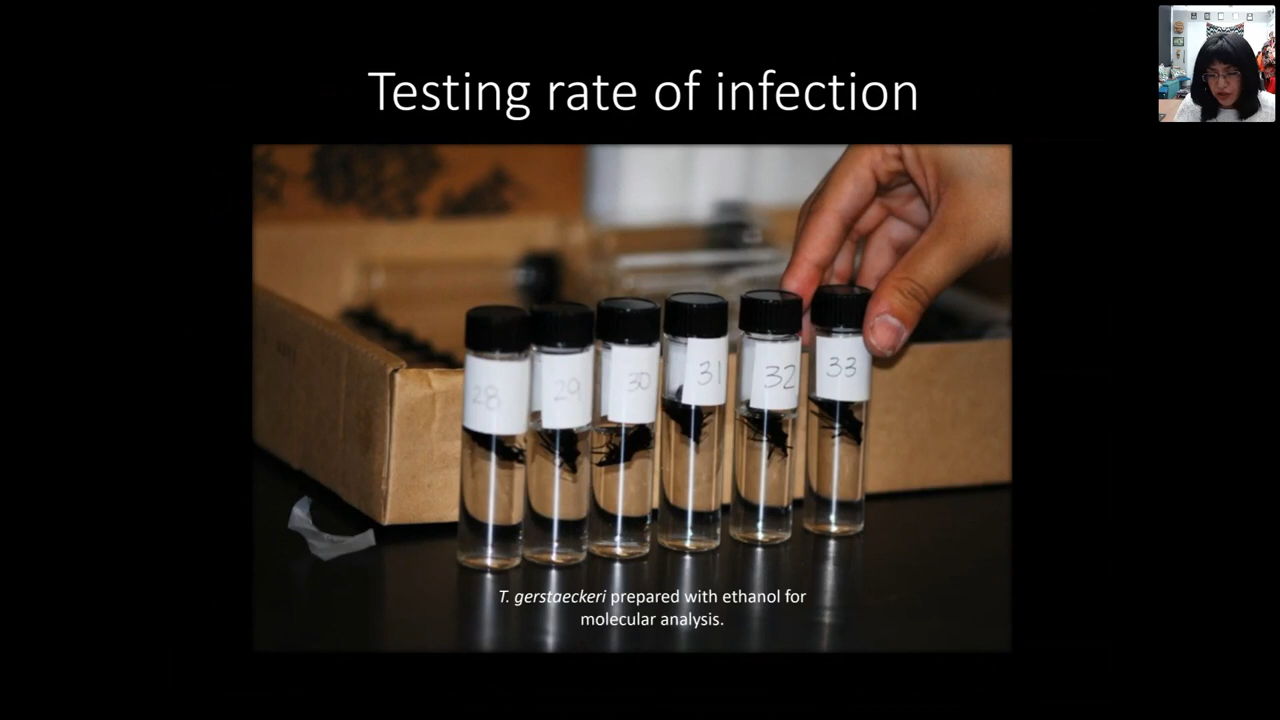 Testing rate of infection
28
29
30
31
32
33
T. gerstaeckeri prepared with ethanol for
molecular analysis.